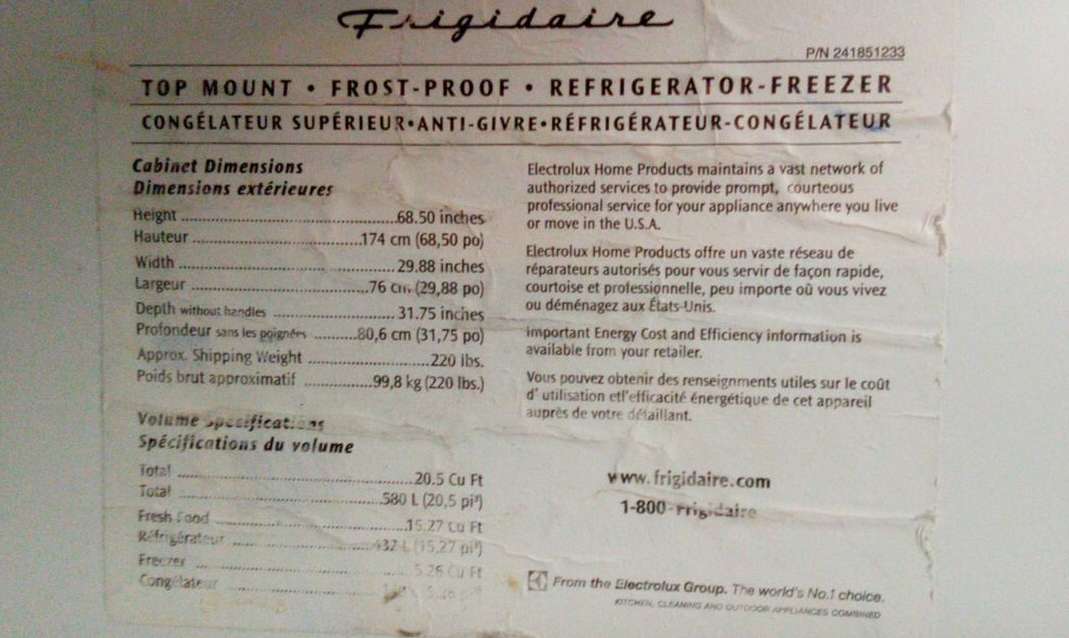 Frigidaire
P/N 241851233
TOP MOUNT • FROST-PROOF • REFRIGERATOR-FREEZER
CONGÉLATEUR SUPÉRIEUR•ANTI-GIVRE•RÉFRIGÉRATEUR-CONGÉLATEUR
Cabinet Dimensions
Dimensions extérieures
Height ........ 68.50 inches
Hauteur ........ 174 cm (68,50 po)
Width ........ 29.88 inches
Largeur ........ 76 cm (29,88 po)
Depth without handles ........ 31.75 inches
Profondeur sans les poignées ........ 80,6 cm (31,75 po)
Approx. Shipping Weight ........ 220 lbs.
Poids brut approximatif ........ 99,8 kg (220 lbs.)
Volume Specifications
Spécifications du volume
Total ........ 20.5 Cu Ft
Total ........ 580 L (20,5 pi³)
Fresh Food ........ 15.27 Cu Ft
Réfrigérateur ........ 432 L (15,27 pi³)
Freezer ........ 5.26 Cu Ft
Congélateur ........
Electrolux Home Products maintains a vast network of
authorized services to provide prompt, courteous
professional service for your appliance anywhere you live
or move in the U.S.A.
Electrolux Home Products offre un vaste réseau de
réparateurs autorisés pour vous servir de façon rapide,
courtoise et professionnelle, peu importe où vous vivez
ou déménagez aux États-Unis.
Important Energy Cost and Efficiency information is
available from your retailer.
Vous pouvez obtenir des renseignments utiles sur le coût
d' utilisation etl'efficacité énergétique de cet appareil
auprès de votre détaillant.
www.frigidaire.com
1-800-Frigidaire
From the Electrolux Group. The world's No.1 choice.
KITCHEN, CLEANING AND OUTDOOR APPLIANCES COMBINED